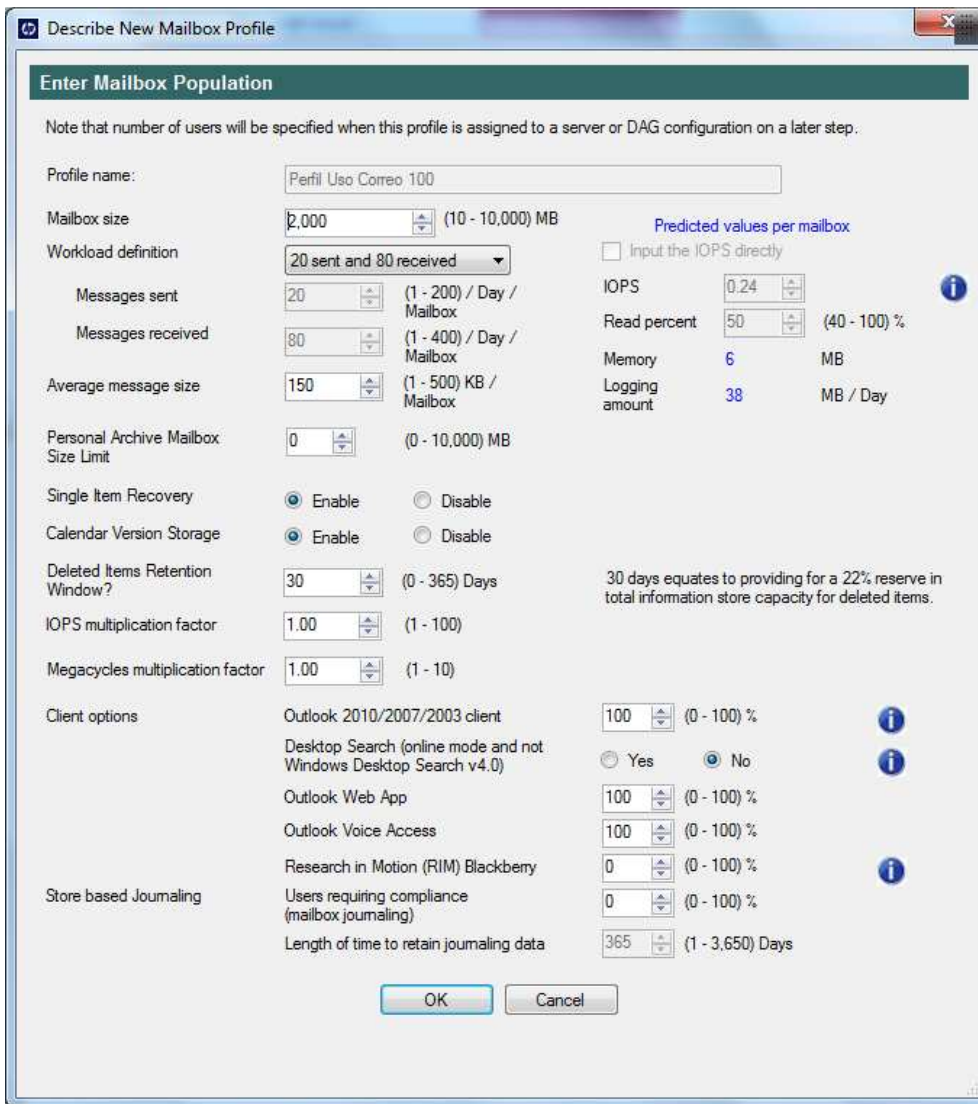 Describe New Mailbox Profile
Enter Mailbox Population
Note that number of users will be specified when this profile is assigned to a server or DAG configuration on a later step.
Profile name: Perfil Uso Correo 100
Mailbox size 2,000 (10 - 10,000) MB
Predicted values per mailbox
Workload definition 20 sent and 80 received
Input the IOPS directly
Messages sent 20 (1 - 200) / Day /
Mailbox
IOPS 0.24
Messages received 80 (1 - 400) / Day /
Mailbox
Read percent 50 (40 - 100) %
Memory 6 MB
Average message size 150 (1 - 500) KB /
Mailbox
Logging
amount 38 MB / Day
Personal Archive Mailbox
Size Limit 0 (0 - 10,000) MB
Single Item Recovery Enable Disable
Calendar Version Storage Enable Disable
Deleted Items Retention
Window? 30 (0 - 365) Days
30 days equates to providing for a 22% reserve in
total information store capacity for deleted items.
IOPS multiplication factor 1.00 (1 - 100)
Megacycles multiplication factor 1.00 (1 - 10)
Client options Outlook 2010/2007/2003 client 100 (0 - 100) %
Desktop Search (online mode and not
Windows Desktop Search v4.0) Yes No
Outlook Web App 100 (0 - 100) %
Outlook Voice Access 100 (0 - 100) %
Research in Motion (RIM) Blackberry 0 (0 - 100) %
Store based Journaling Users requiring compliance
(mailbox journaling) 0 (0 - 100) %
Length of time to retain journaling data 365 (1 - 3,650) Days
OK Cancel